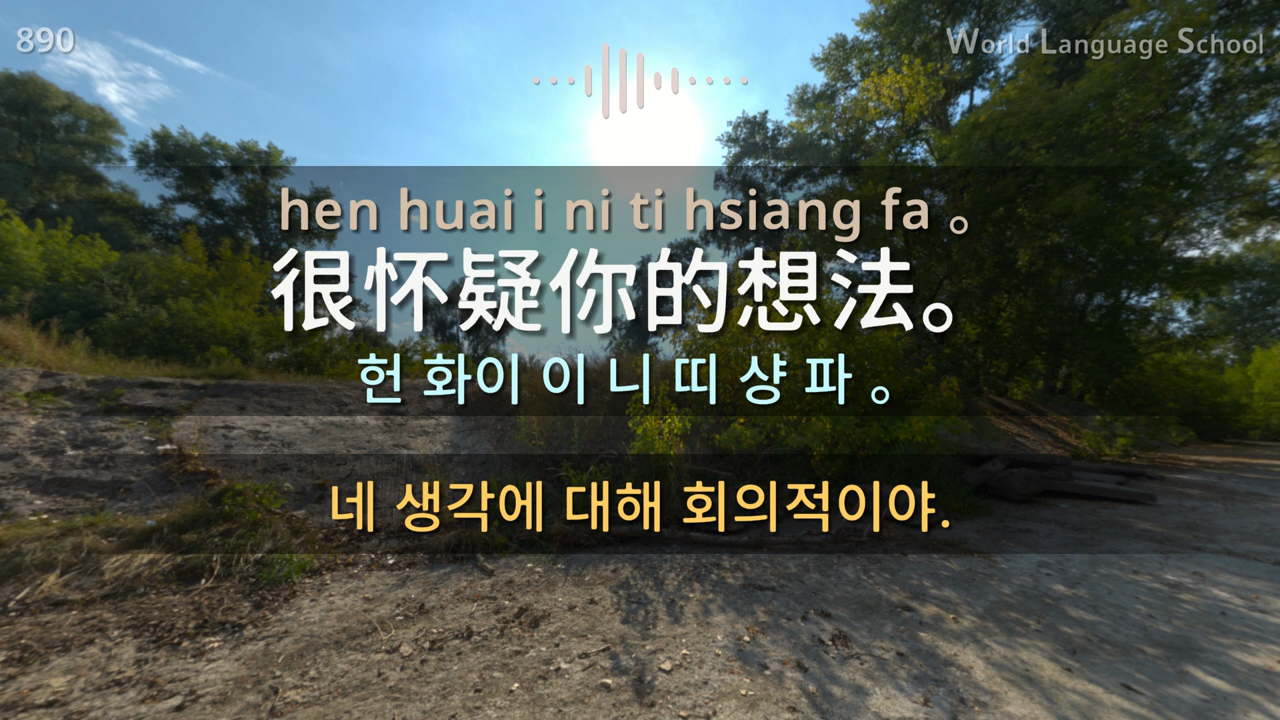 890
World Language School
hen huai i ni ti hsiang fa 。
很怀疑你的想法。
헌 화이 이 니 띠 샹 파 。
네 생각에 대해 회의적이야.